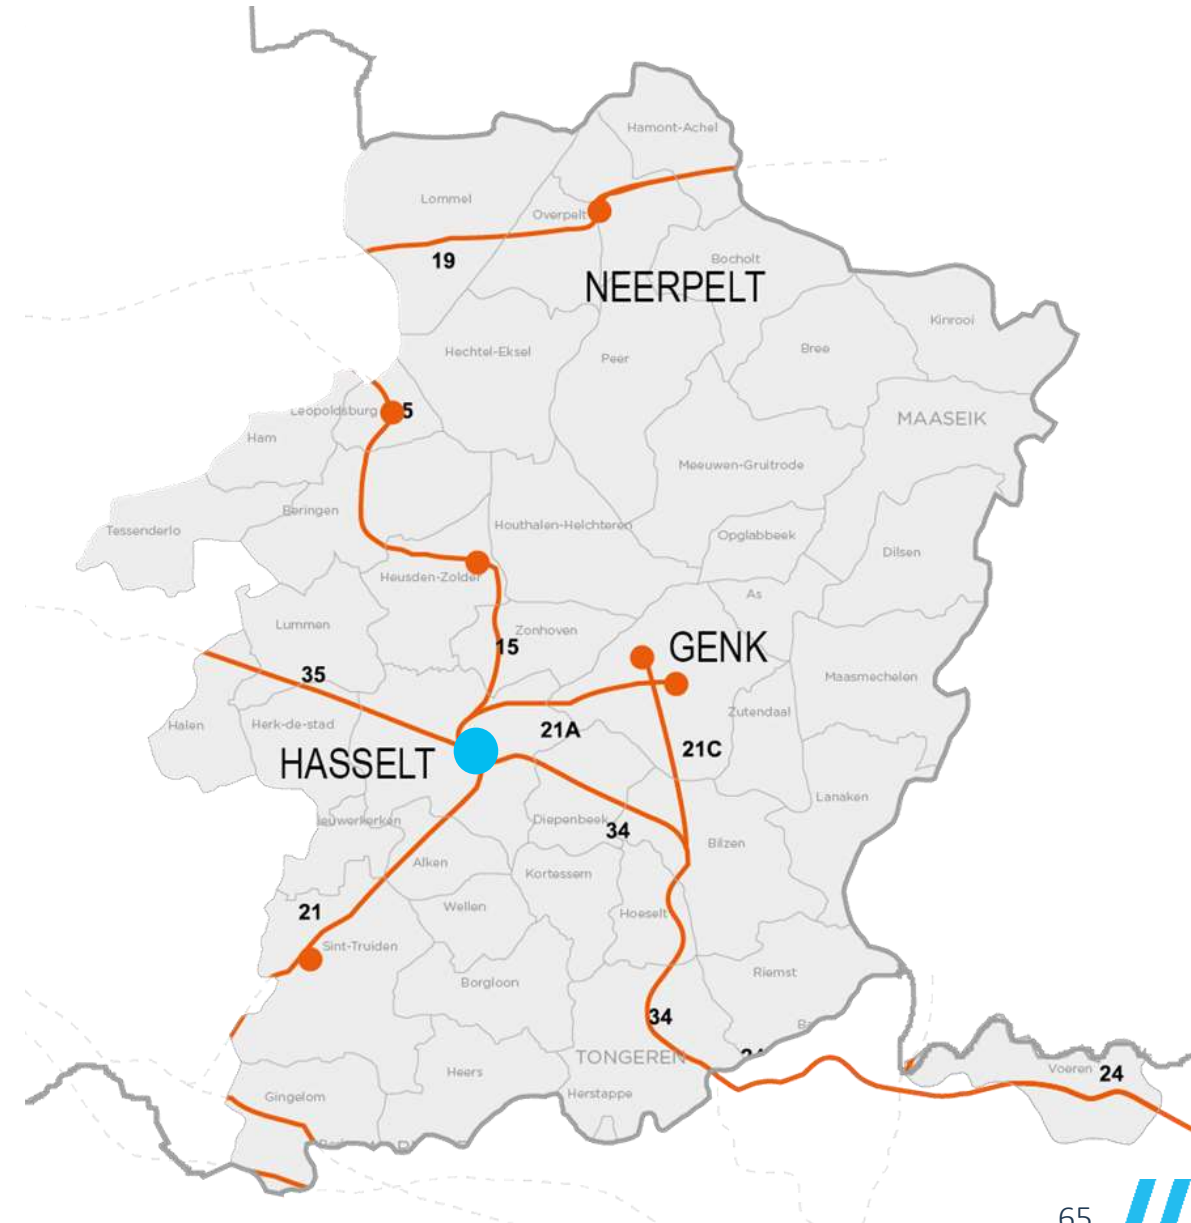 Hamont-Achel
Lommel
Overpelt
19
Bocholt
NEERPELT
Kinrooi
Hechtel-Eksel
Peer
Bree
Leopoldsburg
5
MAASEIK
Ham
Meeuwen-Gruitrode
Beringen
Tessenderlo
Houthalen-Helchteren
Opglabbeek
Dilsen
Heusden-Zolder
As
Lummen
Zonhoven
15
GENK
35
Maasmechelen
Halen
Herk-de-stad
Zutendaal
21A
21C
HASSELT
Lanaken
euwerkerken
Diepenbeek
34
Bilzen
Alken
Kortessem
Wellen
21
Hoeselt
Sint-Truiden
Riemst
Borgloon
34
TONGEREN
Heers
Voeren
24
Gingelom
Herstappe
65